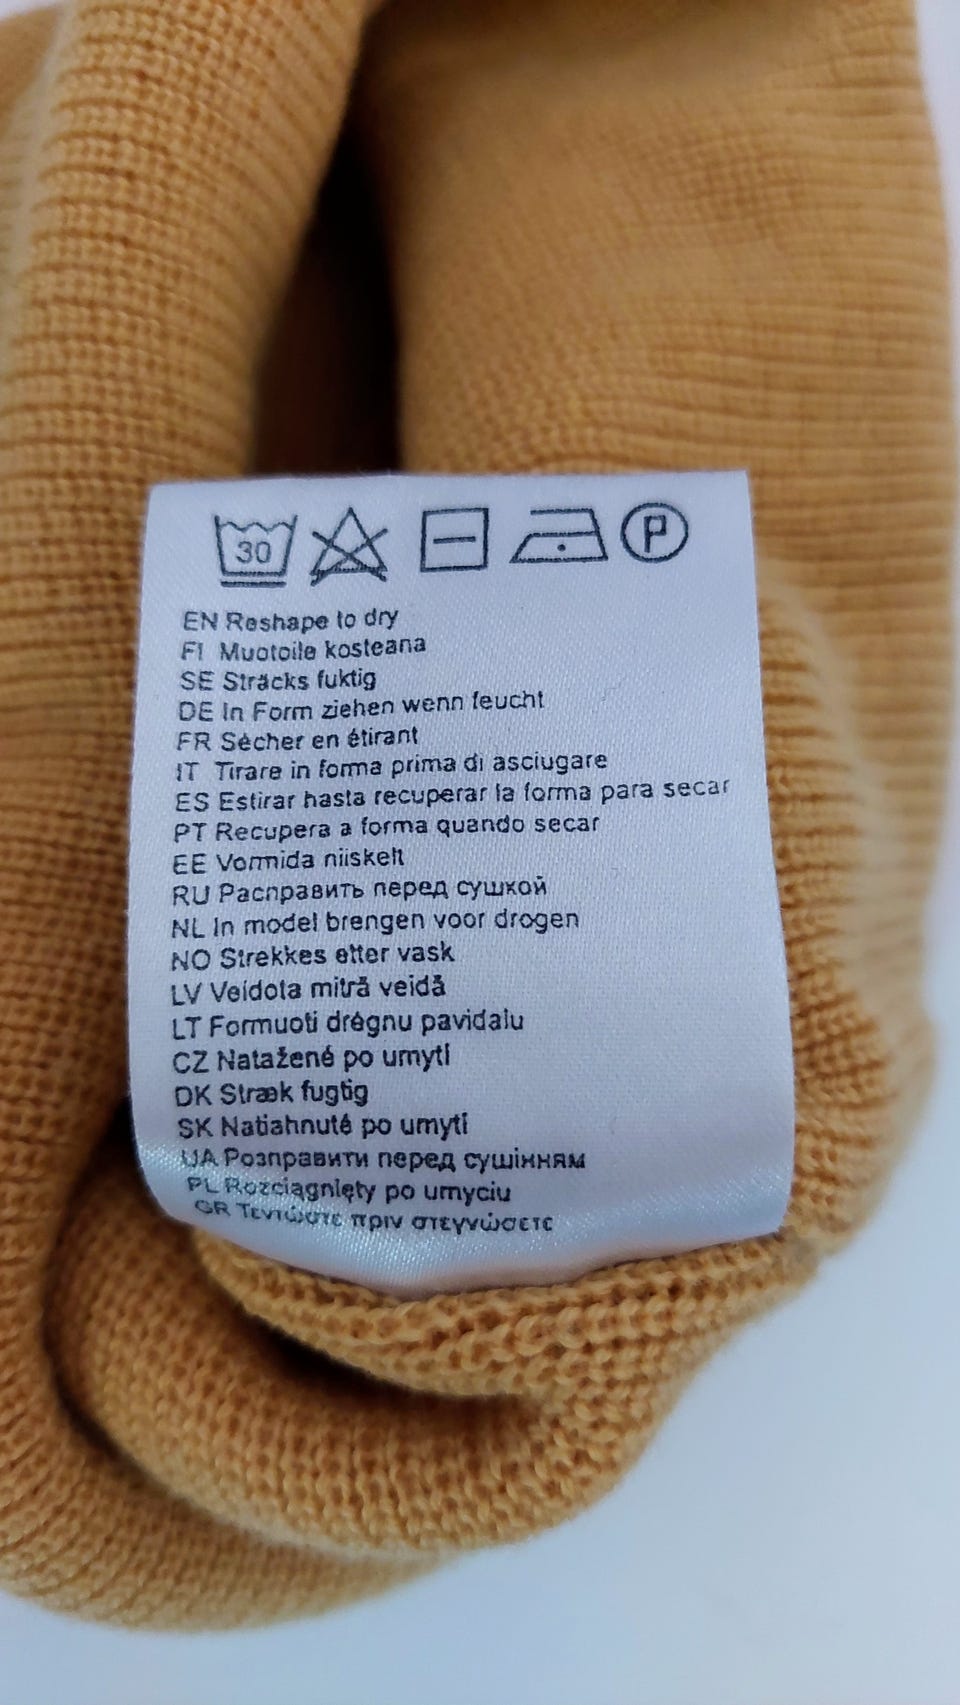 30 P
EN Reshape to dry
FI Muotoile kosteana
SE Sträcks fuktig
DE In Form ziehen wenn feucht
FR Sècher en étirant
IT Tirare in forma prima di asciugare
ES Estirar hasta recuperar la forma para secar
PT Recupera a forma quando secar
EE Vormida niiskelt
RU Расправить перед сушкой
NL In model brengen voor drogen
NO Strekkes etter vask
LV Veidota mitrā veidā
LT Formuoti drėgnu pavidalu
CZ Natažené po umytí
DK Stræk fugtig
SK Natiahnuté po umytí
UA Розправити перед сушінням
PL Rozciągnięty po umyciu
GR Τεντώστε πριν στεγνώσετε